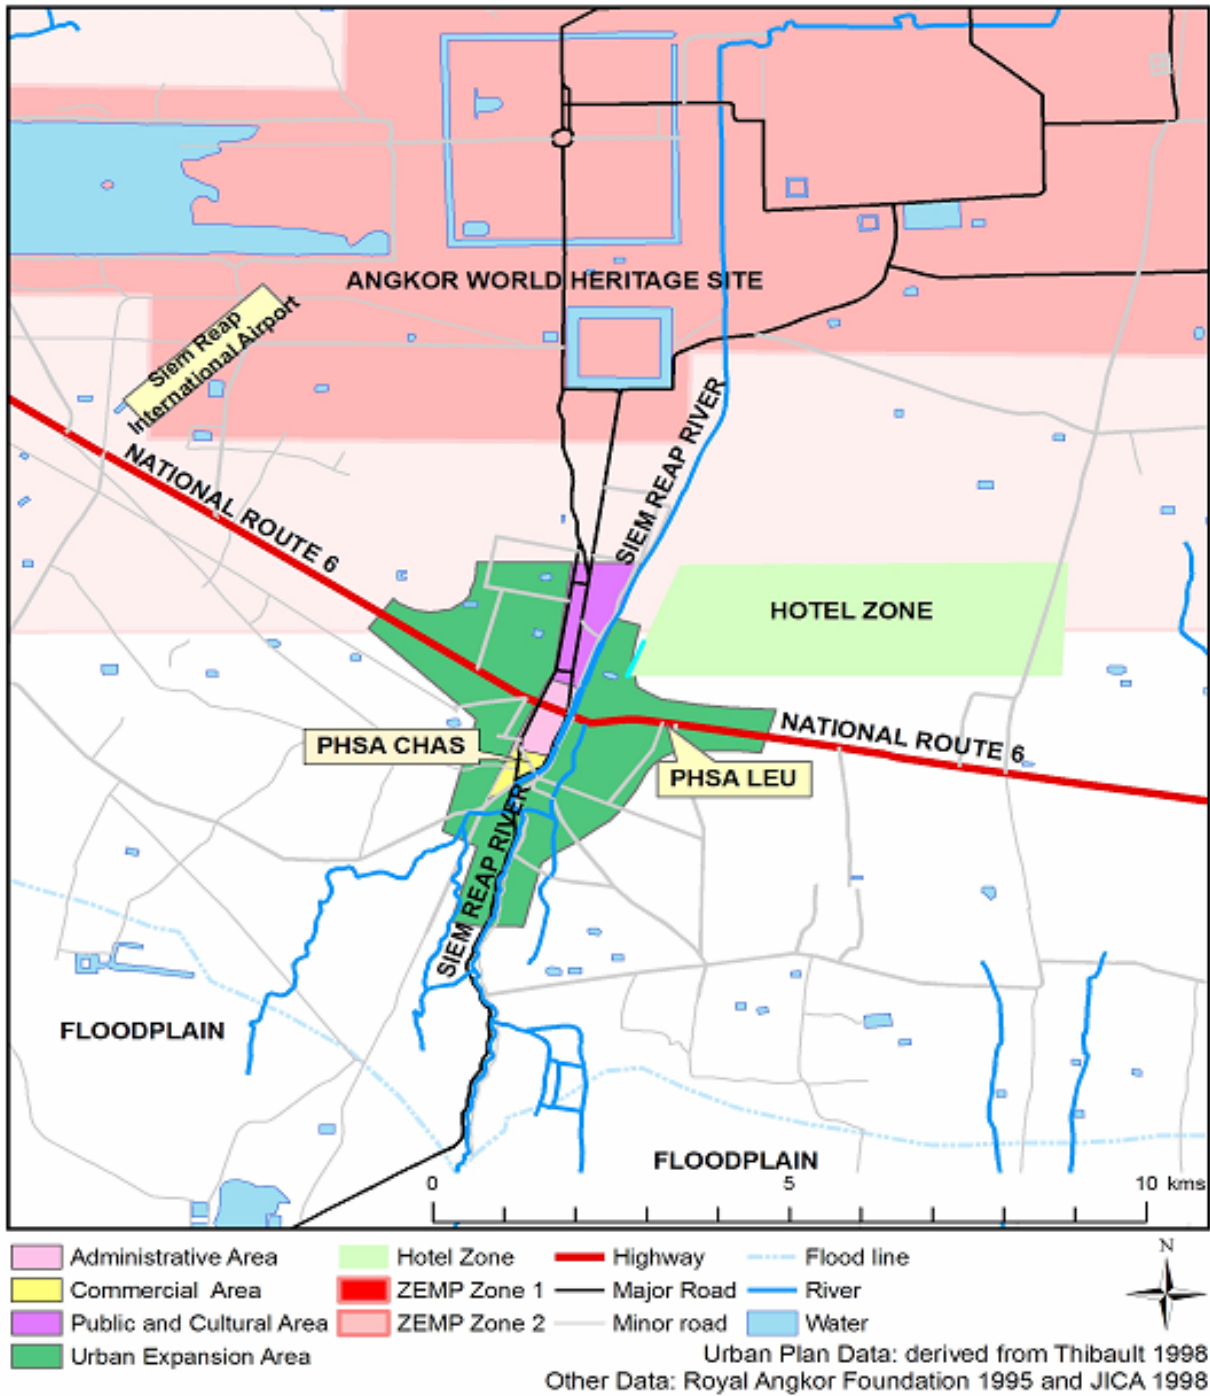 ANGKOR WORLD HERITAGE SITE
Siem Reap
International Airport
SIEM REAP RIVER
NATIONAL ROUTE 6
HOTEL ZONE
PHSA CHAS
NATIONAL ROUTE 6
PHSA LEU
SIEM REAP RIVER
FLOODPLAIN
FLOODPLAIN
0 5 10 kms
Administrative Area
Commercial Area
Public and Cultural Area
Urban Expansion Area
Hotel Zone
ZEMP Zone 1
ZEMP Zone 2
Highway
Major Road
Minor road
Flood line
River
Water
N
Urban Plan Data: derived from Thibault 1998
Other Data: Royal Angkor Foundation 1995 and JICA 1998